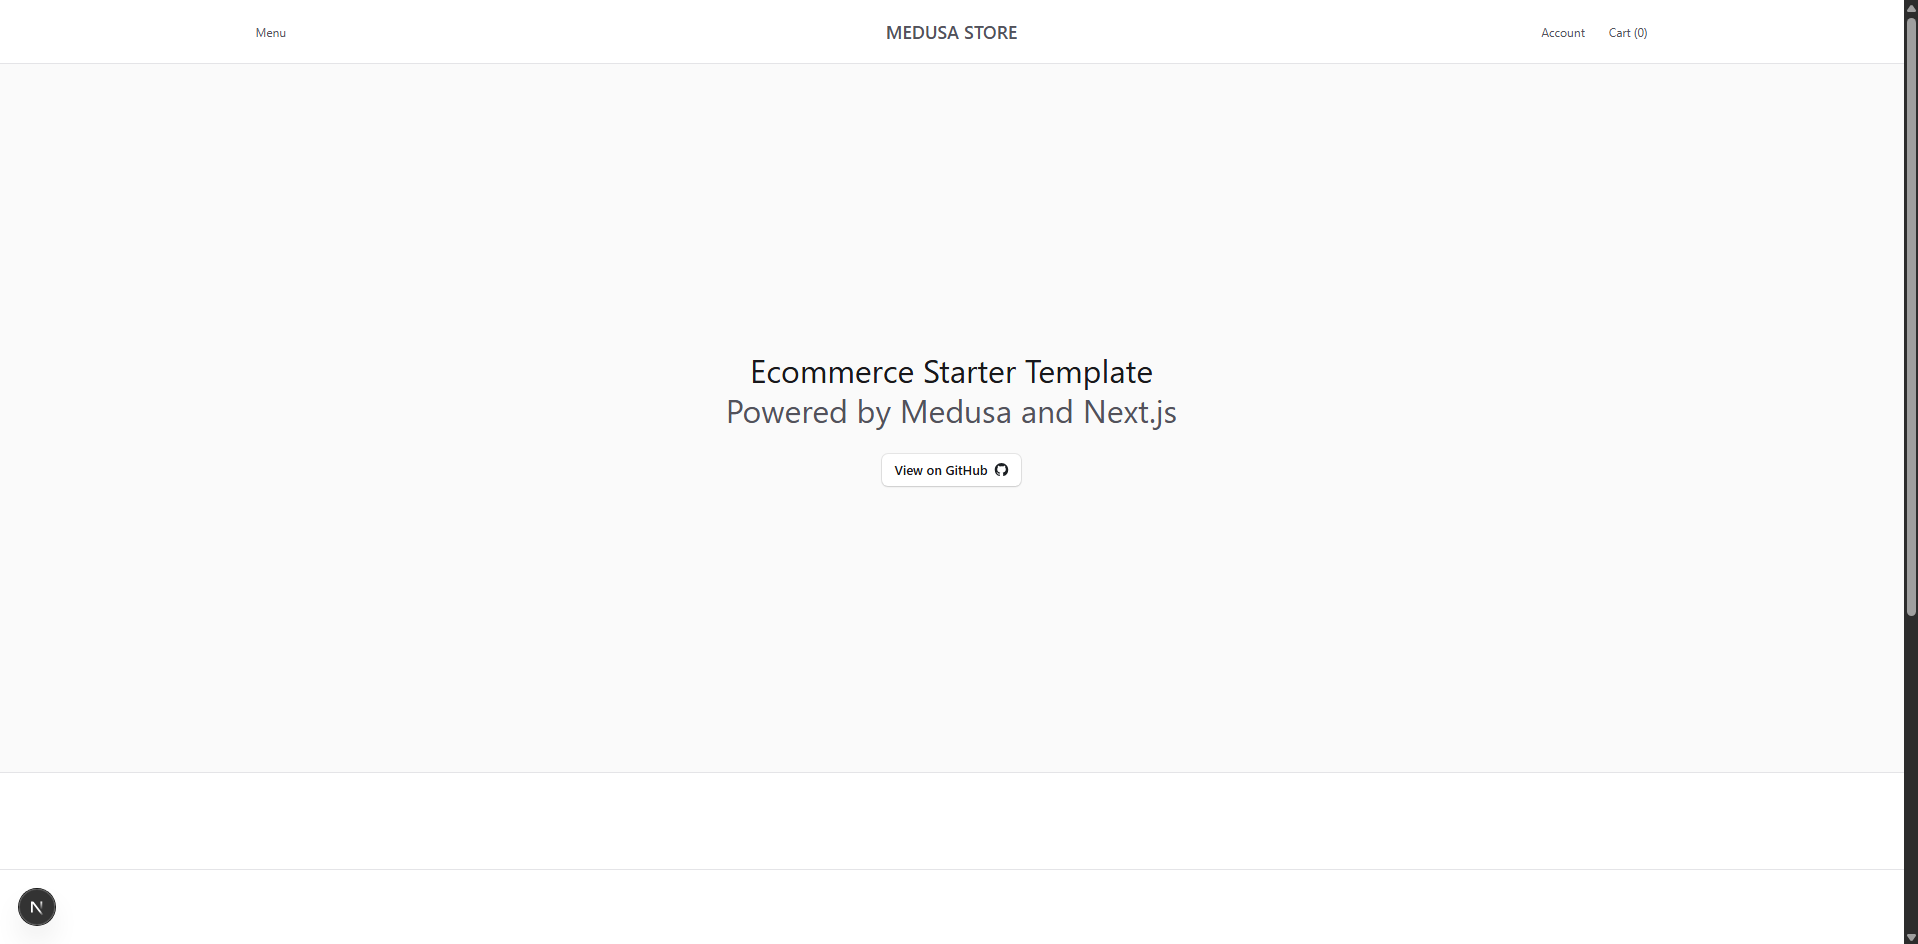 Menu
MEDUSA STORE
Account
Cart (0)
Ecommerce Starter Template
Powered by Medusa and Next.js
View on GitHub
N